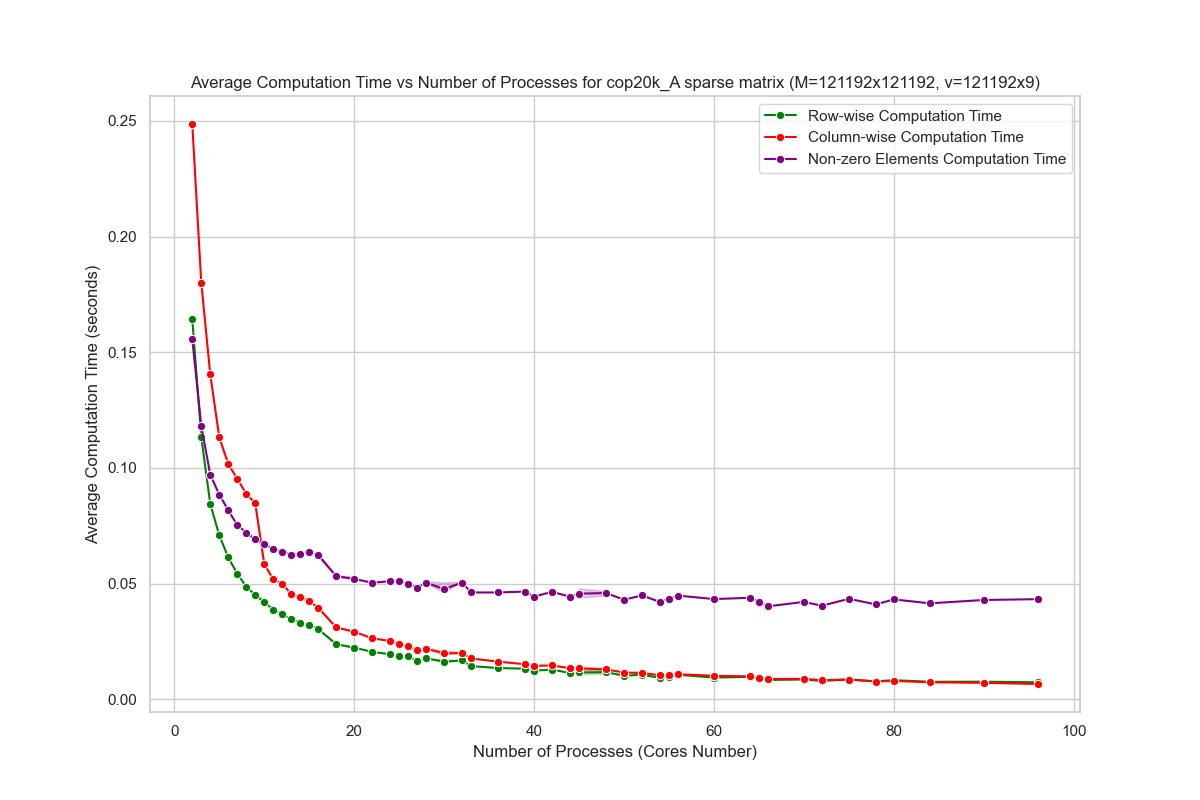 Average Computation Time vs Number of Processes for cop20k_A sparse matrix (M=121192x121192, v=121192x9)
Row-wise Computation Time
Column-wise Computation Time
Non-zero Elements Computation Time
Average Computation Time (seconds)
0.25
0.20
0.15
0.10
0.05
0.00
0 20 40 60 80 100
Number of Processes (Cores Number)